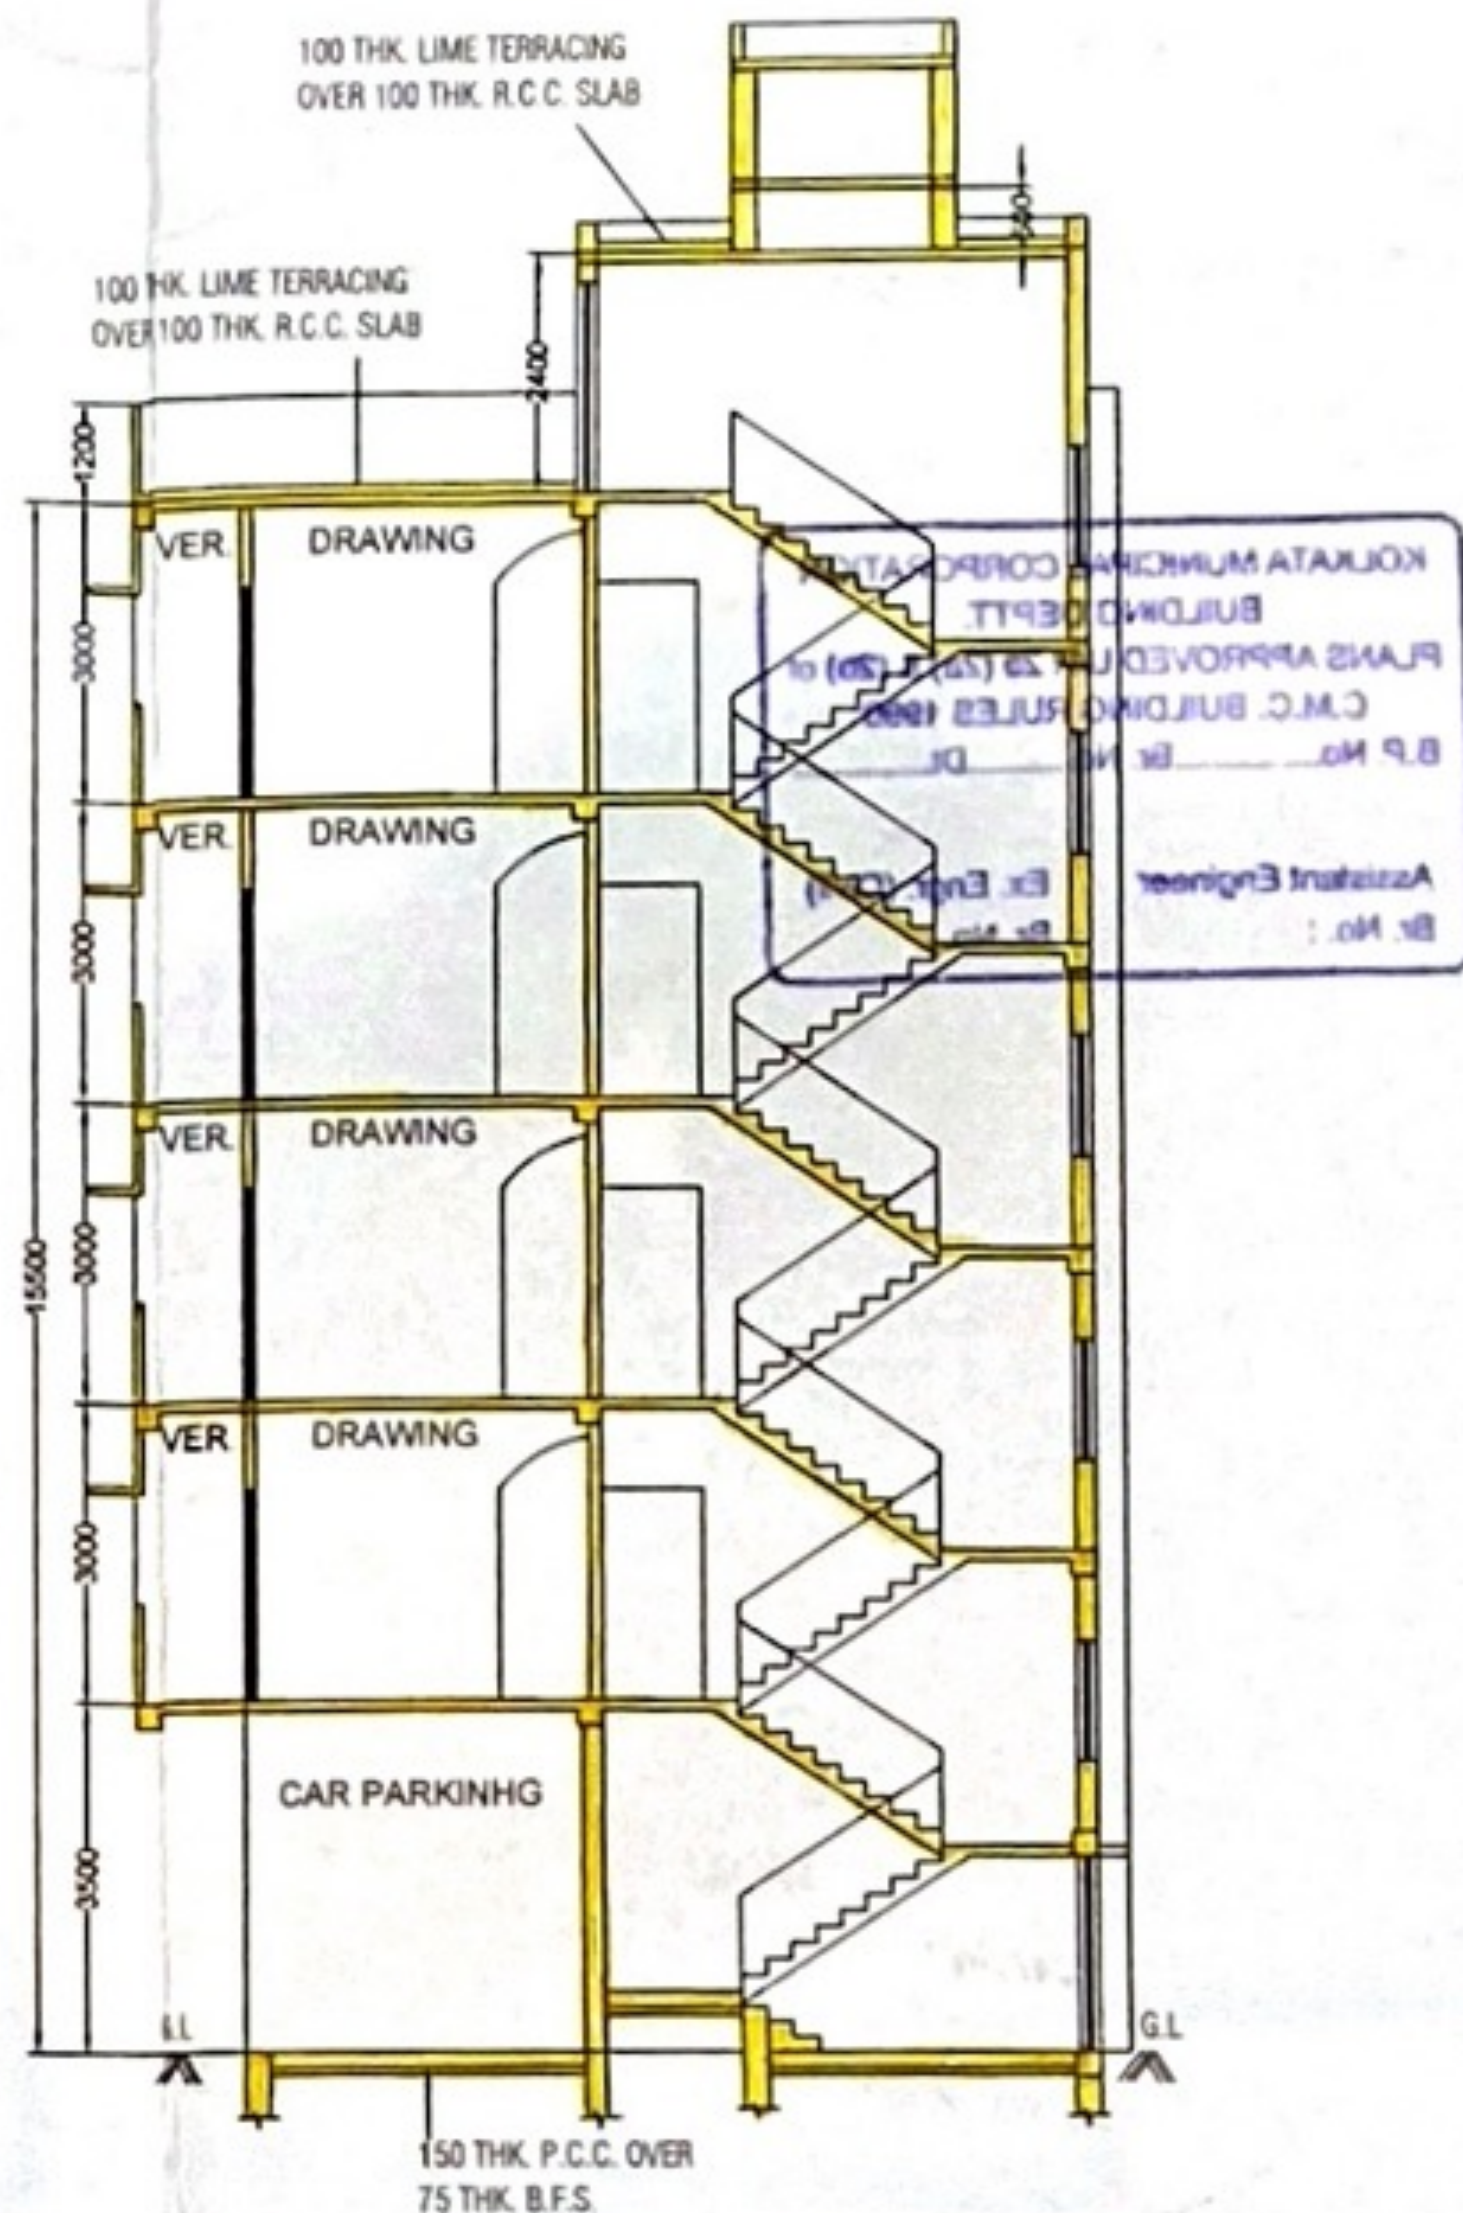 100 THK. LIME TERRACING
OVER 100 THK. R.C.C. SLAB
100 THK. LIME TERRACING
OVER 100 THK. R.C.C. SLAB
2400
1200
VER. DRAWING
3000
KOLKATA MUNICIPAL CORPORATION
BUILDING DEPTT.
PLANS APPROVED
C.M.C. BUILDING RULES 1990
B.P. No. Br. No. Dt.
VER. DRAWING
Assistant Engineer Ex. Engr.
Br. No. : Br. No.
3000
VER. DRAWING
3000
15500
VER. DRAWING
3000
CAR PARKINHG
3500
G.L
150 THK. P.C.C. OVER
75 THK. B.F.S.